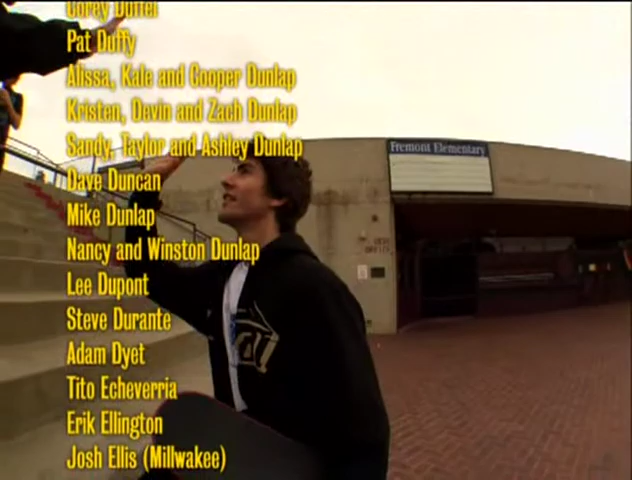 Corey Duffel
Pat Duffy
Alissa, Kale and Cooper Dunlap
Kristen, Devin and Zach Dunlap
Sandy, Taylor and Ashley Dunlap
Fremont Elementary
Dave Duncan
Mike Dunlap
Nancy and Winston Dunlap
Lee Dupont
Steve Durante
Adam Dyet
Tito Echeverria
Erik Ellington
Josh Ellis (Millwakee)